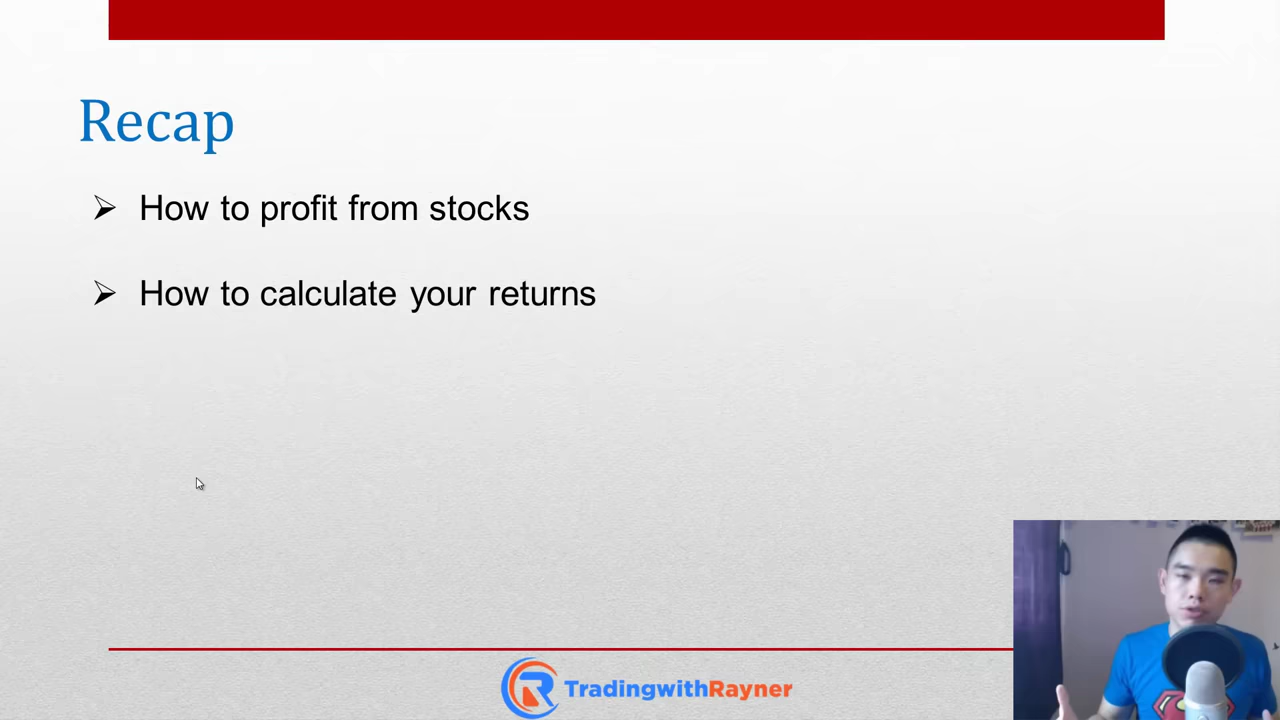 Recap
How to profit from stocks
How to calculate your returns
TradingwithRayner